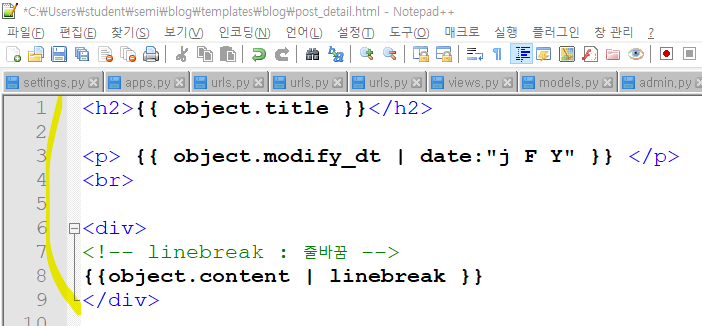 *C:₩Users₩student₩semi₩blog₩templates₩blog₩post_detail.html - Notepad++
파일(F) 편집(E) 찾기(S) 보기(V) 인코딩(N) 언어(L) 설정(T) 도구(O) 매크로 실행 플러그인 창 관리 ?
settings,py apps,py urls,py urls,py urls,py views,py models,py admin,py
1 <h2>{{ object.title }}</h2>
2
3 <p> {{ object.modify_dt | date:"j F Y" }} </p>
4 <br>
5
6 <div>
7 <!-- linebreak : 줄바꿈 -->
8 {{object.content | linebreak }}
9 </div>
10